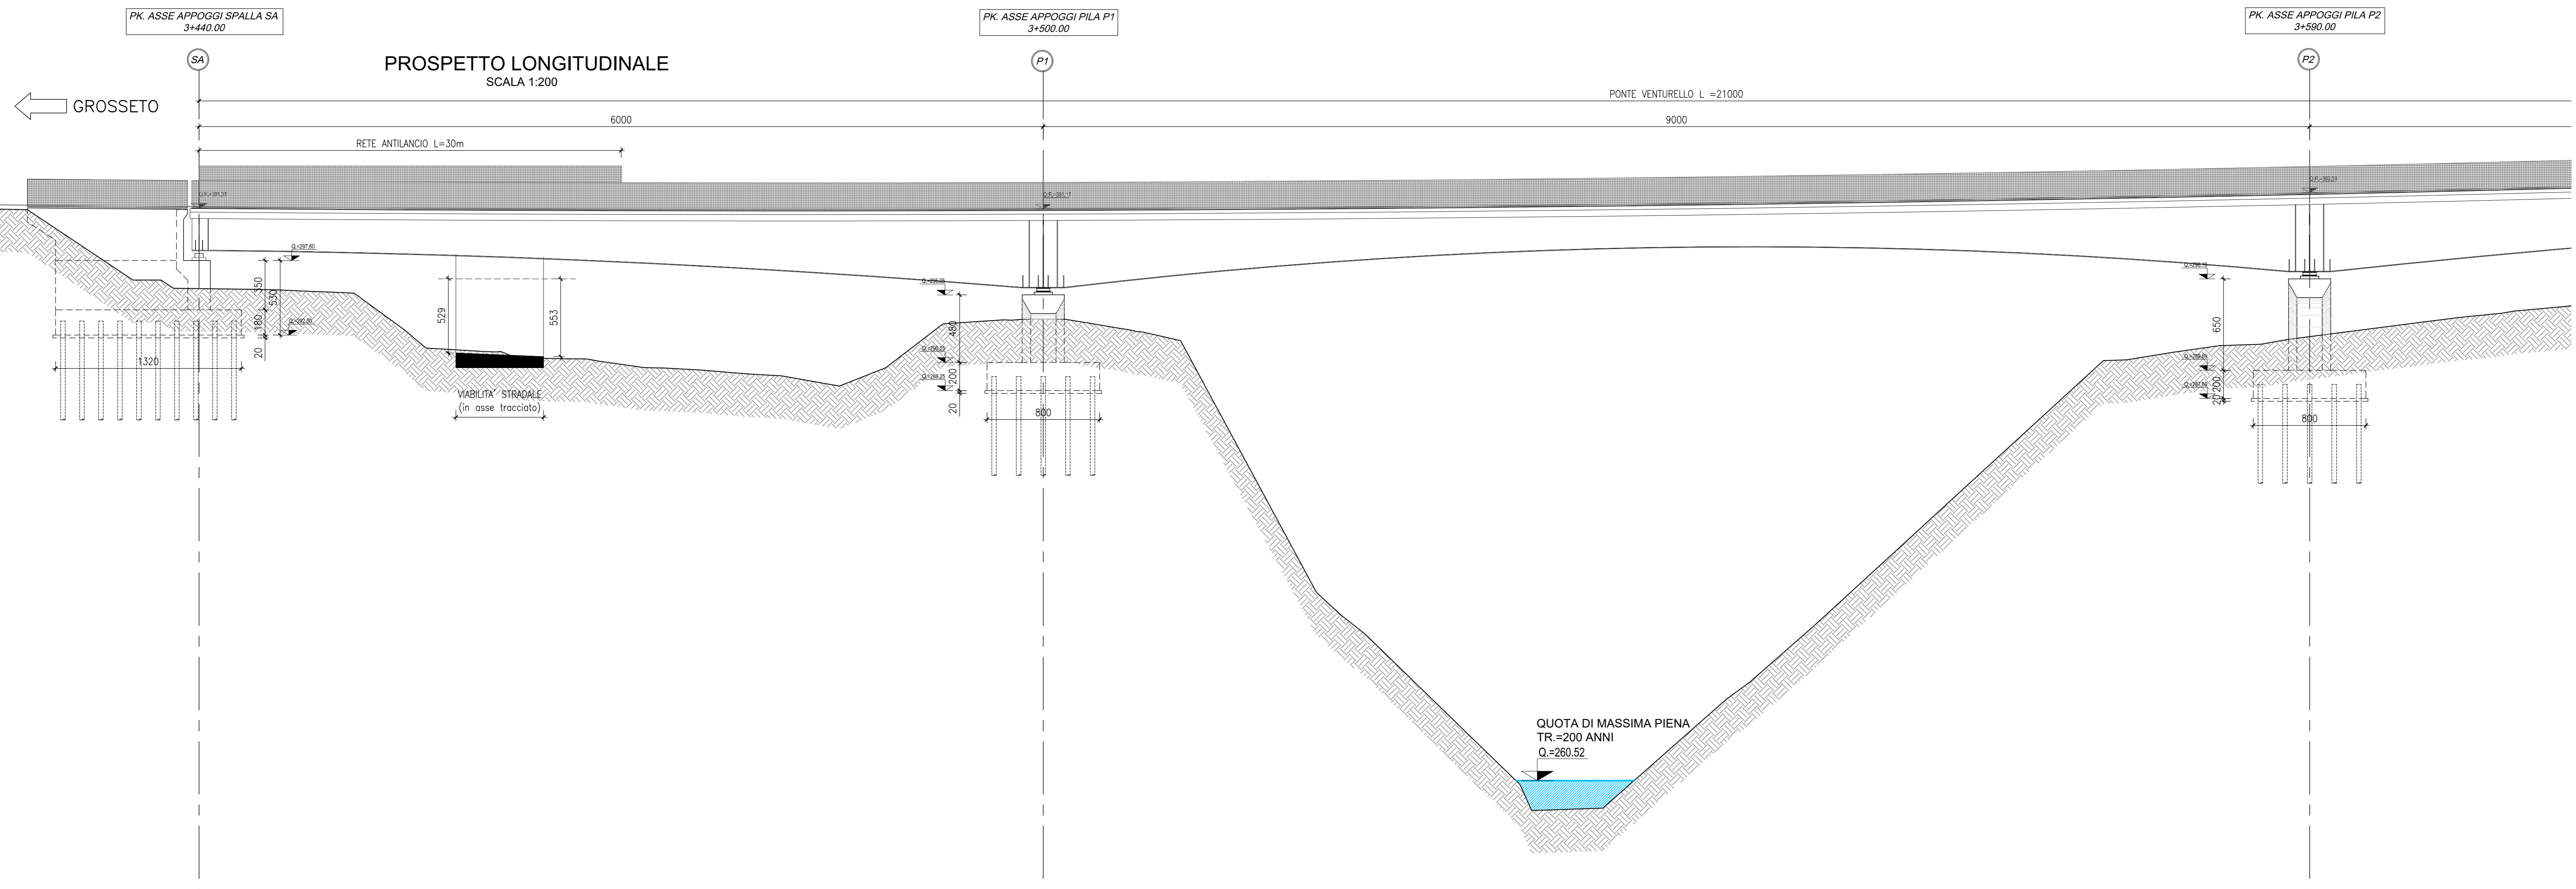 PK. ASSE APPOGGI SPALLA SA
3+440.00
PK. ASSE APPOGGI PILA P1
3+500.00
PK. ASSE APPOGGI PILA P2
3+590.00
SA
P1
P2
PROSPETTO LONGITUDINALE
SCALA 1:200
GROSSETO
PONTE VENTURELLO L =21000
6000
9000
RETE ANTILANCIO L=30m
Q.=297.60
350
530
180
20
1320
529
553
VIABILITA' STRADALE
(in asse tracciato)
480
200
20
800
650
200
20
800
QUOTA DI MASSIMA PIENA
TR.=200 ANNI
Q.=260.52